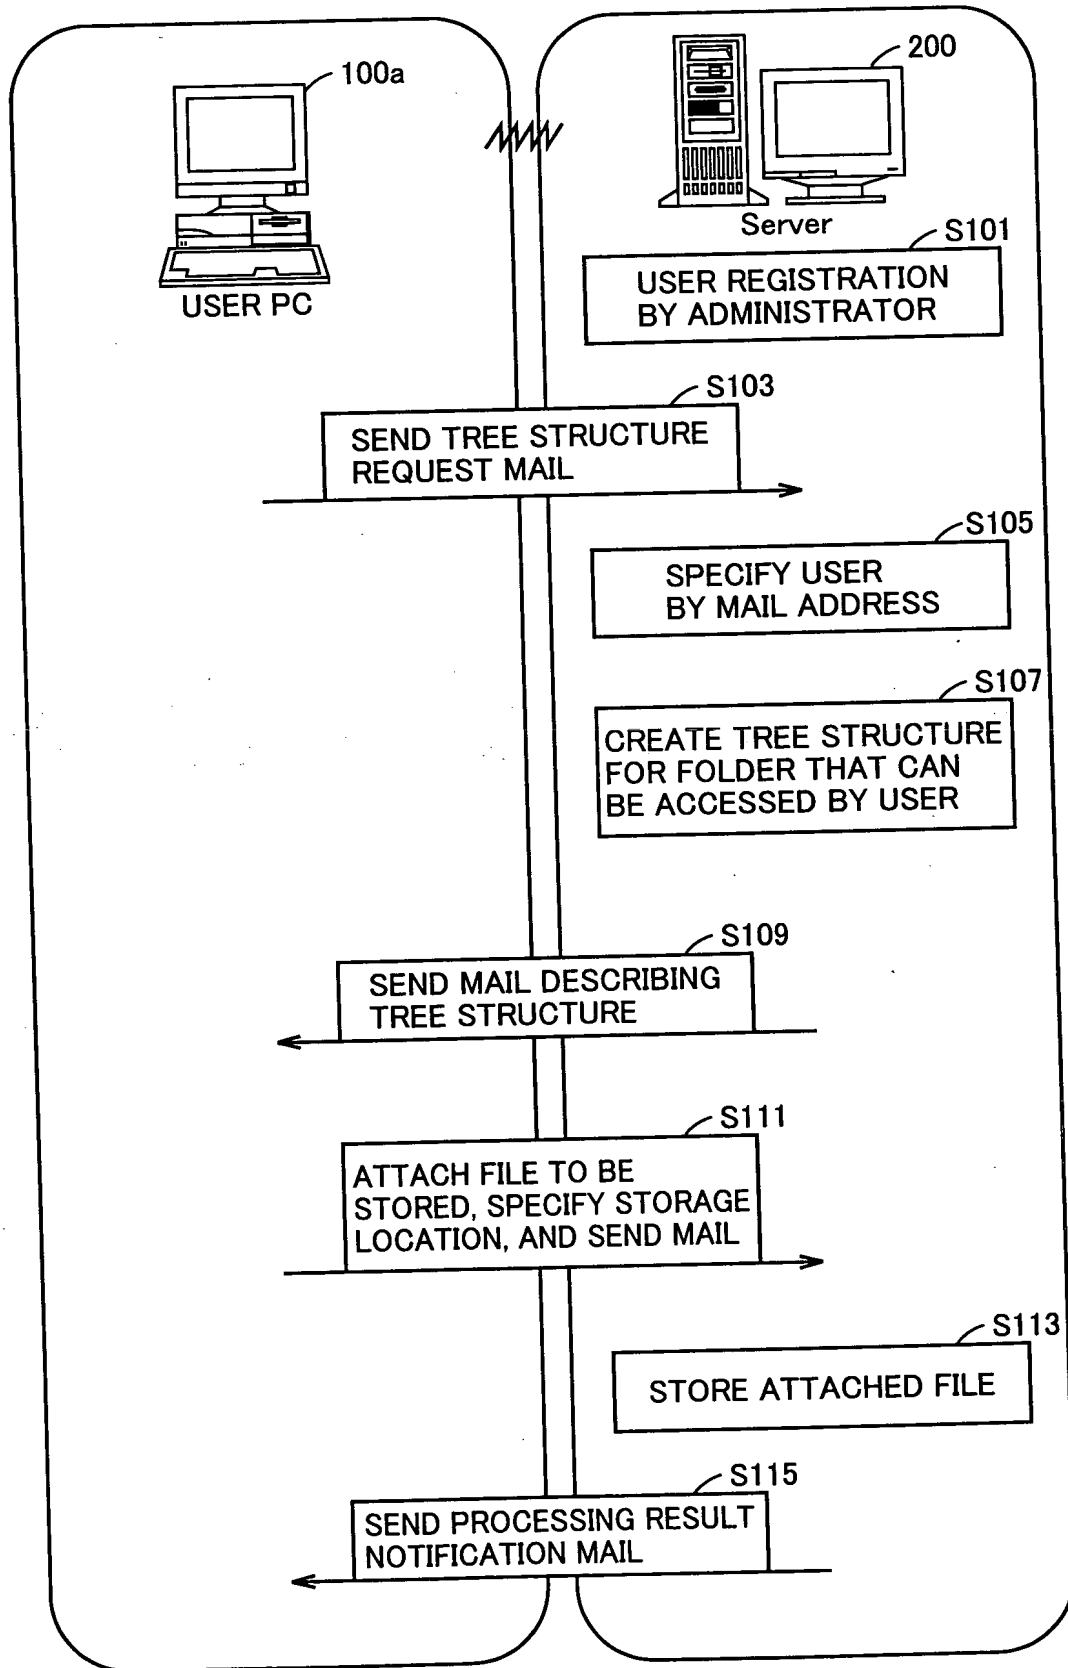 100a
200
Server
USER PC
S101
USER REGISTRATION
BY ADMINISTRATOR
S103
SEND TREE STRUCTURE
REQUEST MAIL
S105
SPECIFY USER
BY MAIL ADDRESS
S107
CREATE TREE STRUCTURE
FOR FOLDER THAT CAN
BE ACCESSED BY USER
S109
SEND MAIL DESCRIBING
TREE STRUCTURE
S111
ATTACH FILE TO BE
STORED, SPECIFY STORAGE
LOCATION, AND SEND MAIL
S113
STORE ATTACHED FILE
S115
SEND PROCESSING RESULT
NOTIFICATION MAIL